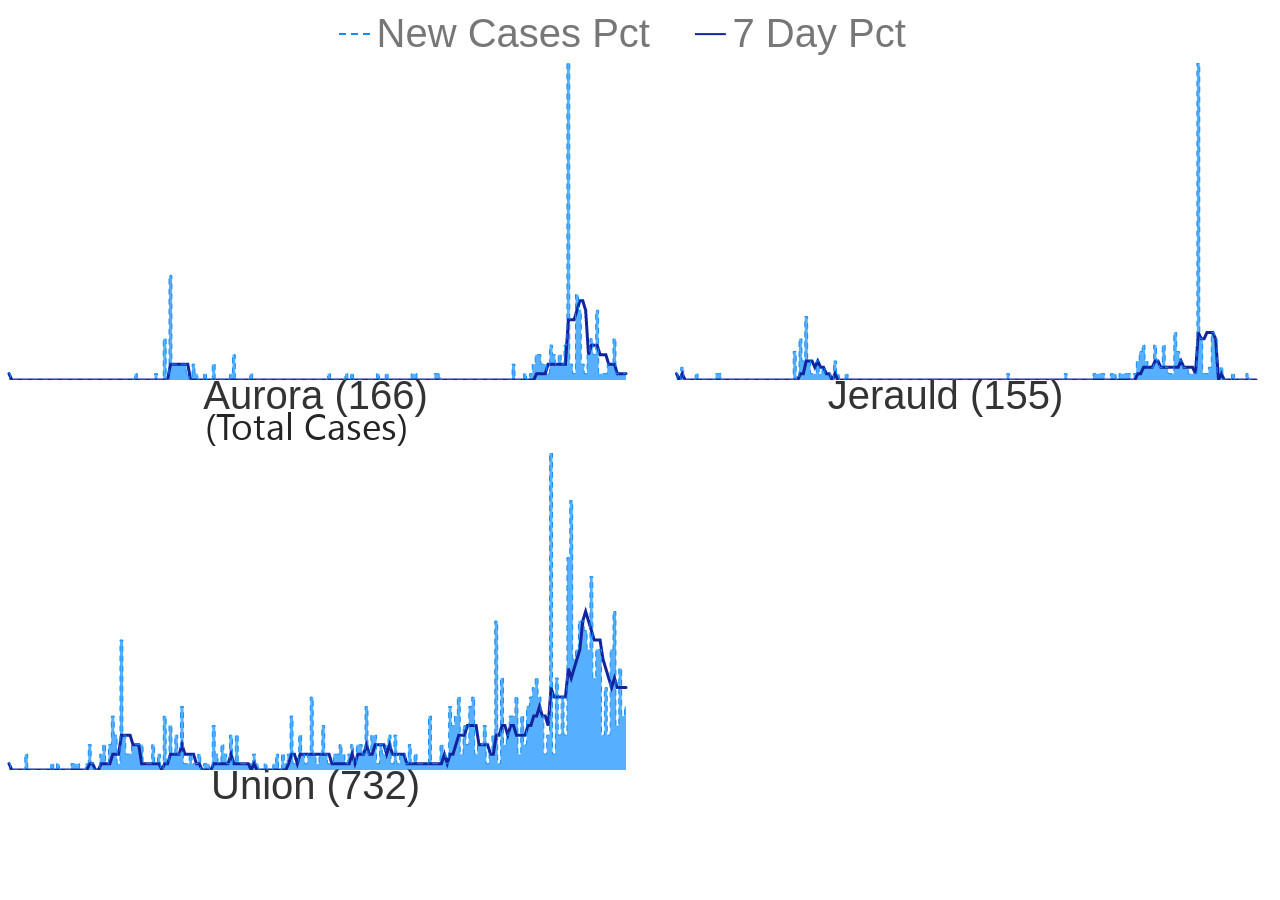 New Cases Pct 7 Day Pct
Aurora (166)
(Total Cases)
Jerauld (155)
Union (732)